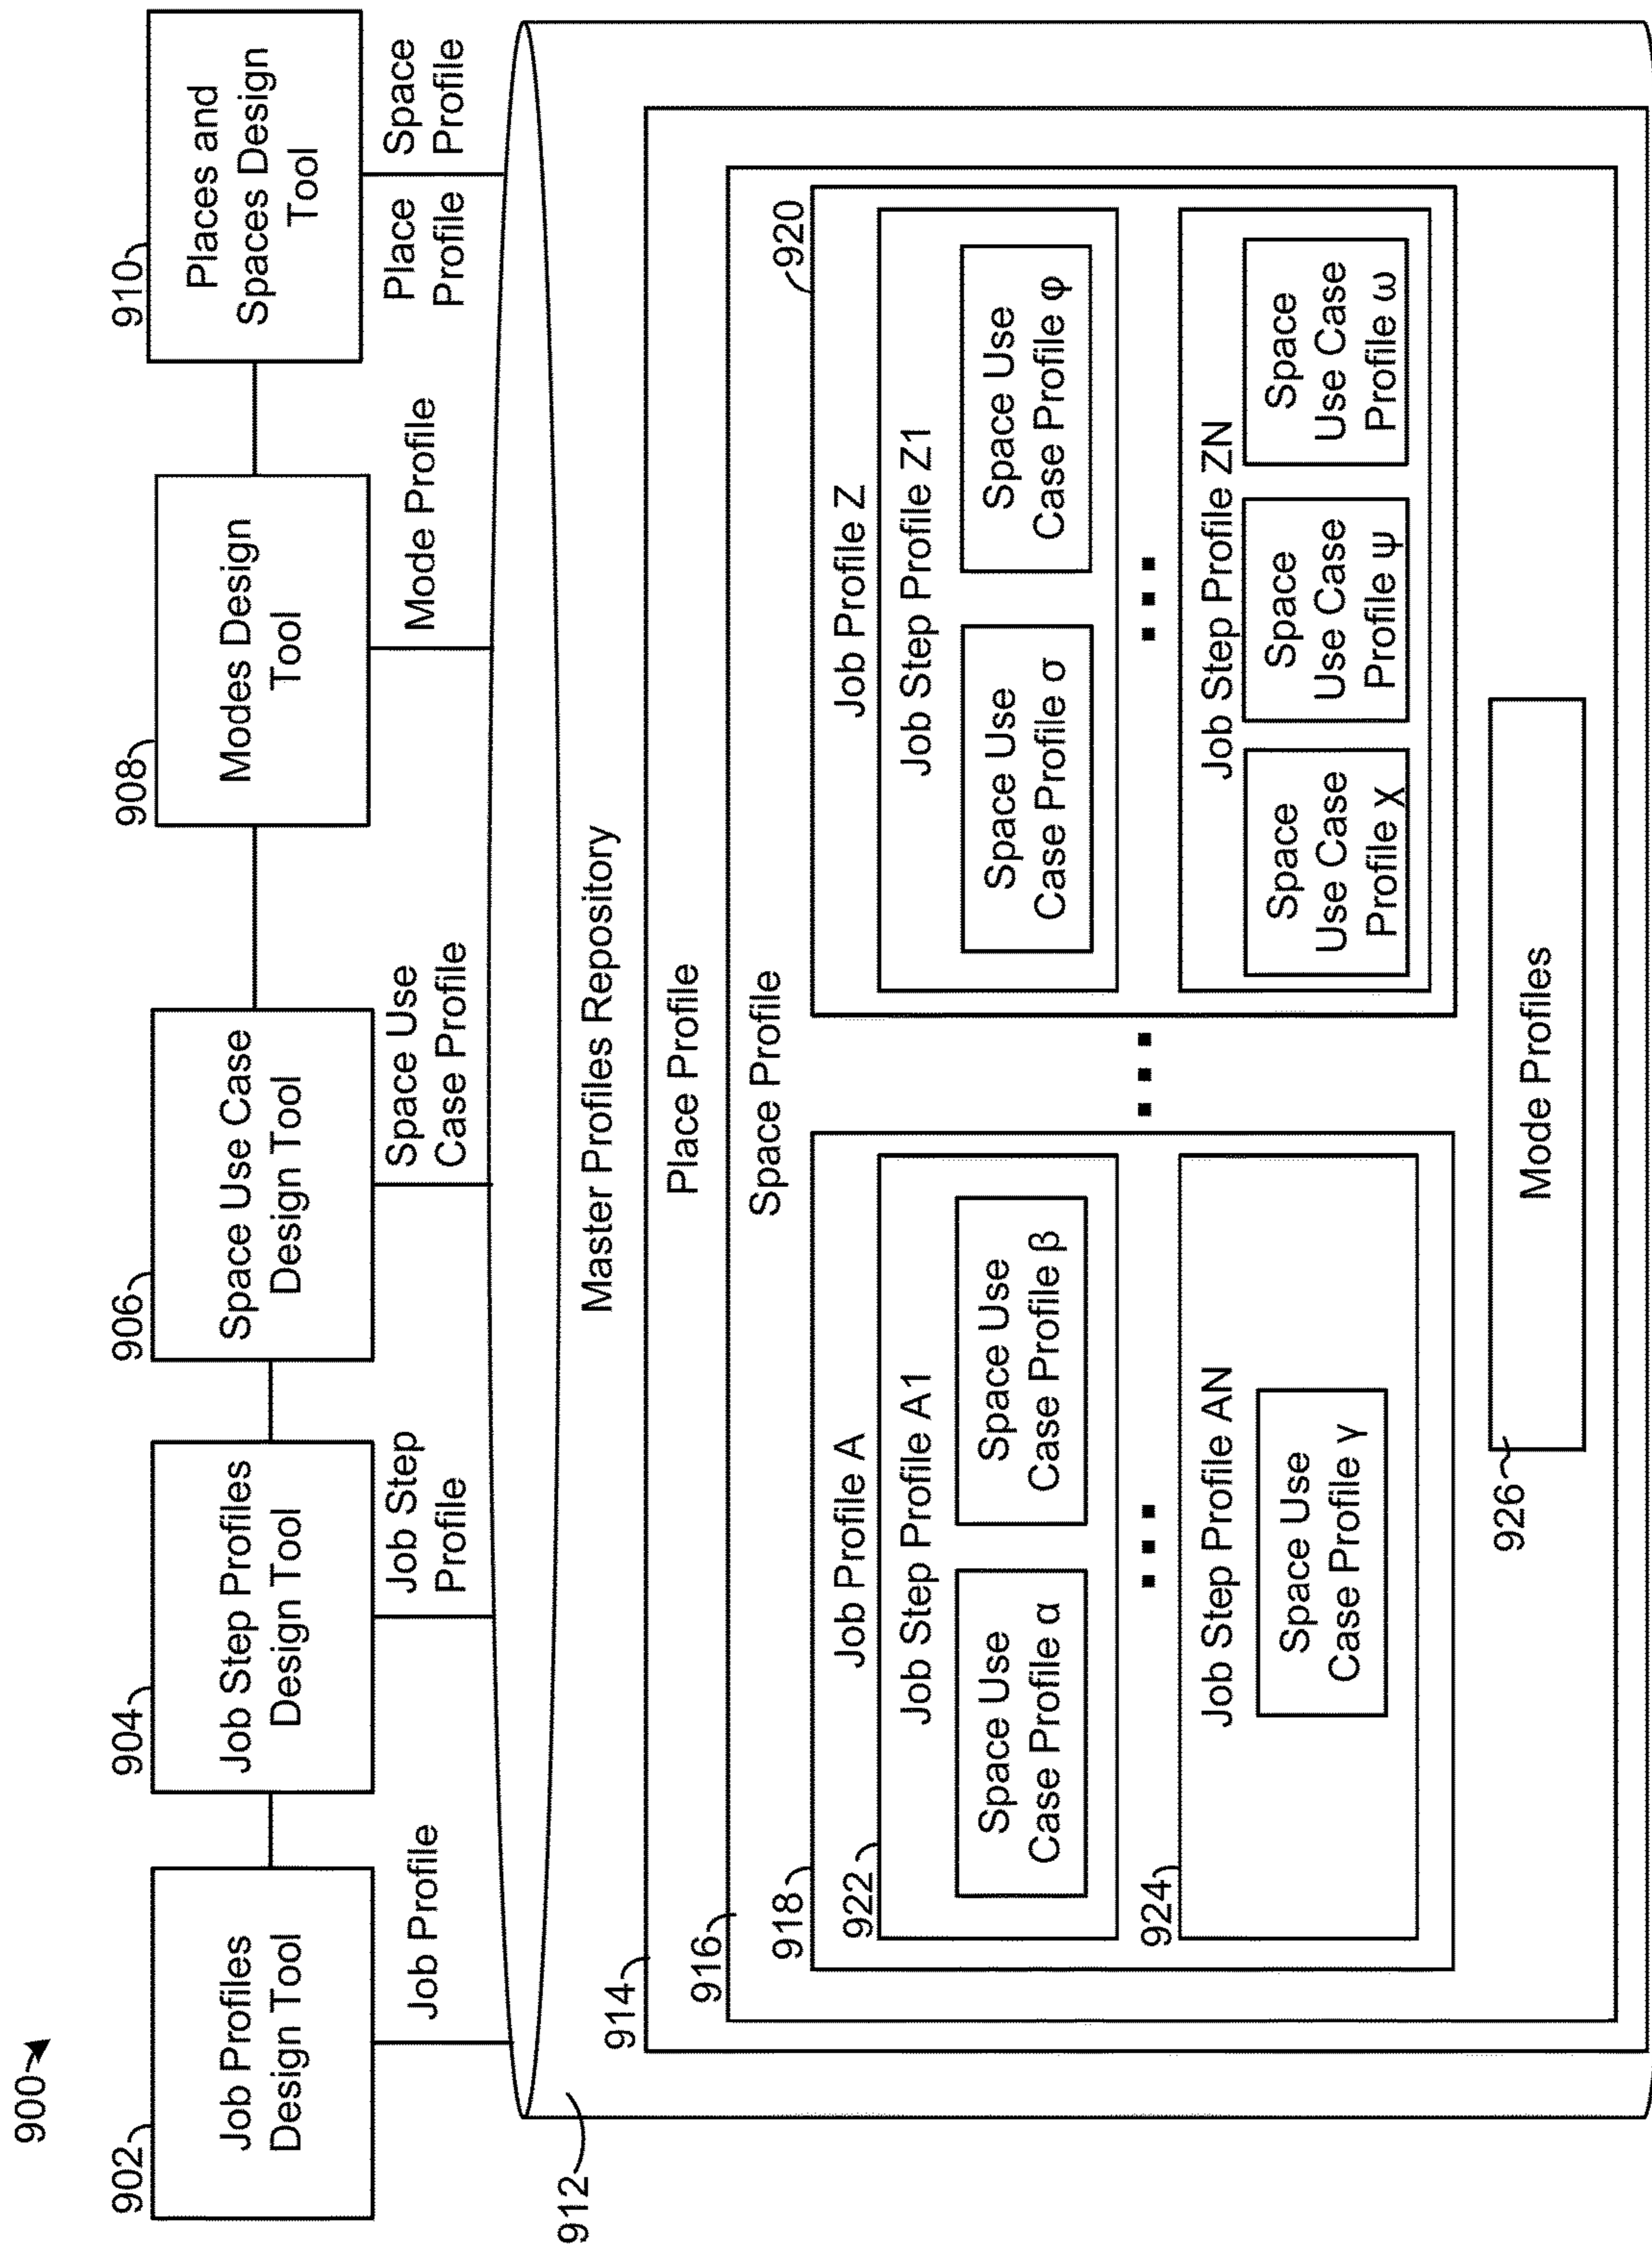 900
902
Job Profiles
Design Tool
904
Job Step Profiles
Design Tool
906
Space Use Case
Design Tool
908
Modes Design
Tool
910
Places and
Spaces Design
Tool
Job Profile
Job Step
Profile
Space Use
Case Profile
Mode Profile
Place
Profile
Space
Profile
912
Master Profiles Repository
914
Place Profile
916
Space Profile
918
Job Profile A
922
Job Step Profile A1
Space Use
Case Profile α
Space Use
Case Profile β
924
Job Step Profile AN
Space Use
Case Profile γ
920
Job Profile Z
Job Step Profile Z1
Space Use
Case Profile σ
Space Use
Case Profile φ
Job Step Profile ZN
Space
Use Case
Profile χ
Space
Use Case
Profile ψ
Space
Use Case
Profile ω
926
Mode Profiles